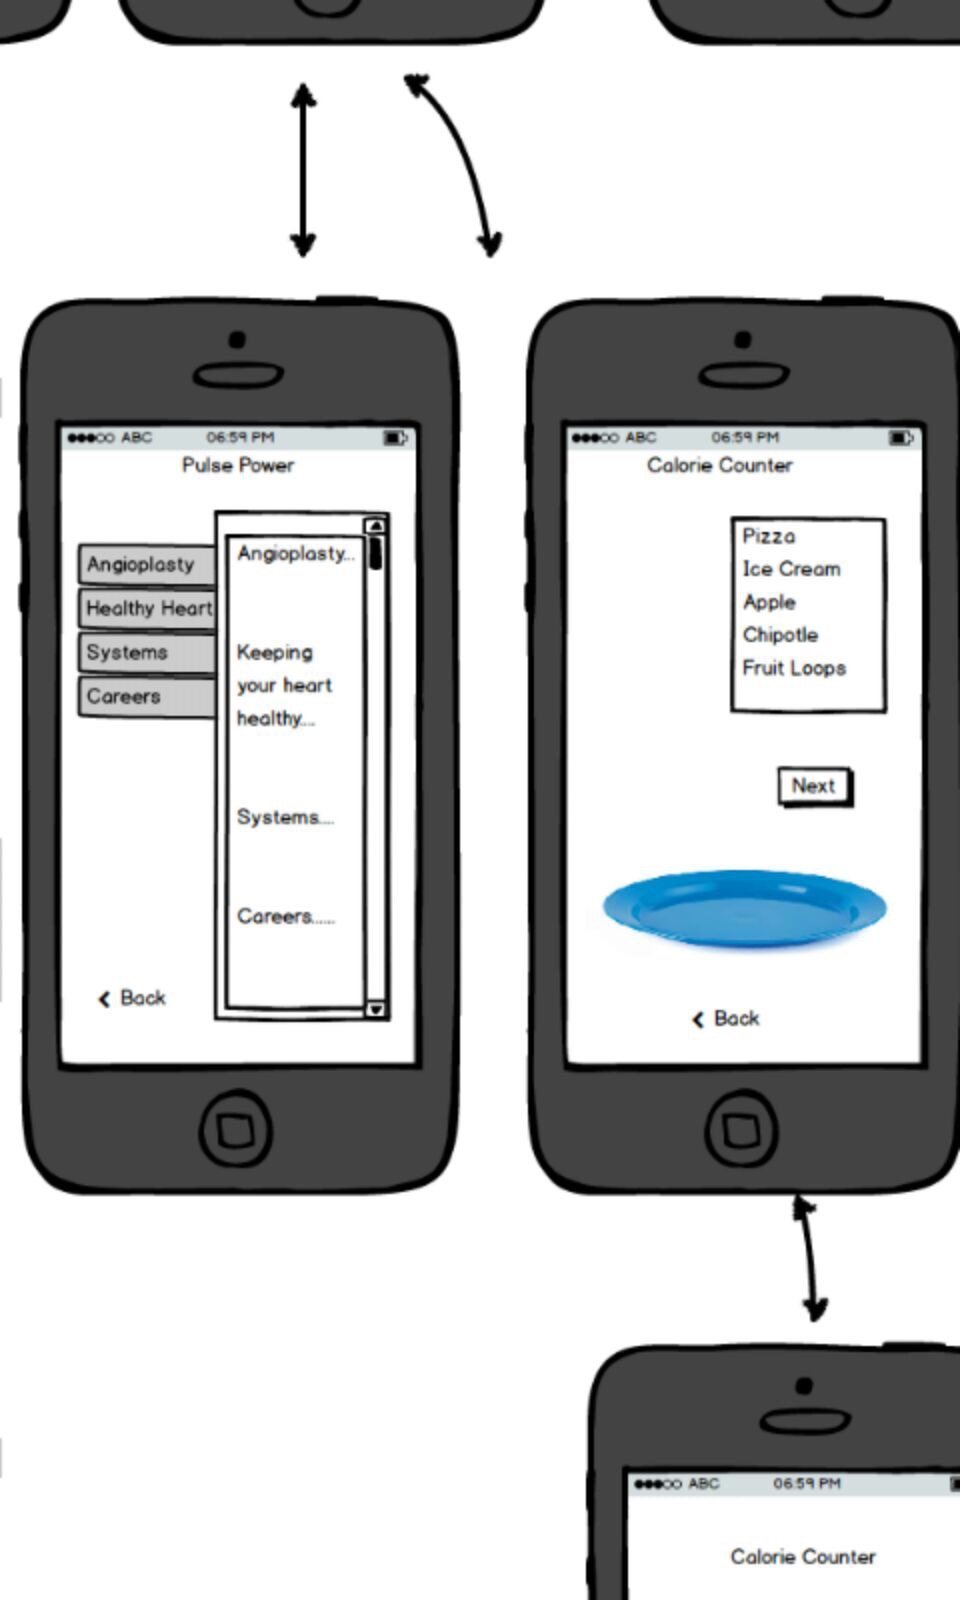 ABC 06:59 PM
Pulse Power
Angioplasty
Healthy Heart
Systems
Careers
Angioplasty...
Keeping
your heart
healthy....
Systems....
Careers.....
Back
ABC 06:59 PM
Calorie Counter
Pizza
Ice Cream
Apple
Chipotle
Fruit Loops
Next
Back
ABC 06:59 PM
Calorie Counter